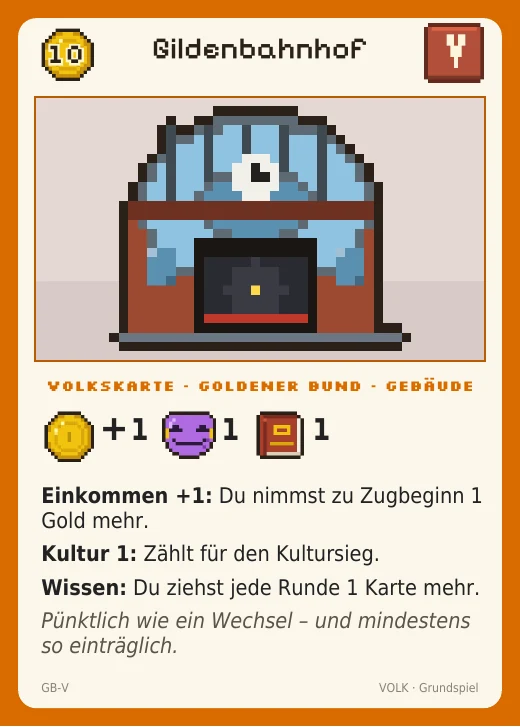 10
Gildenbahnhof
VOLKSKARTE · GOLDENER BUND · GEBÄUDE
+1 1 1
Einkommen +1: Du nimmst zu Zugbeginn 1
Gold mehr.
Kultur 1: Zählt für den Kultursieg.
Wissen: Du ziehst jede Runde 1 Karte mehr.
Pünktlich wie ein Wechsel – und mindestens
so einträglich.
GB-V
VOLK · Grundspiel